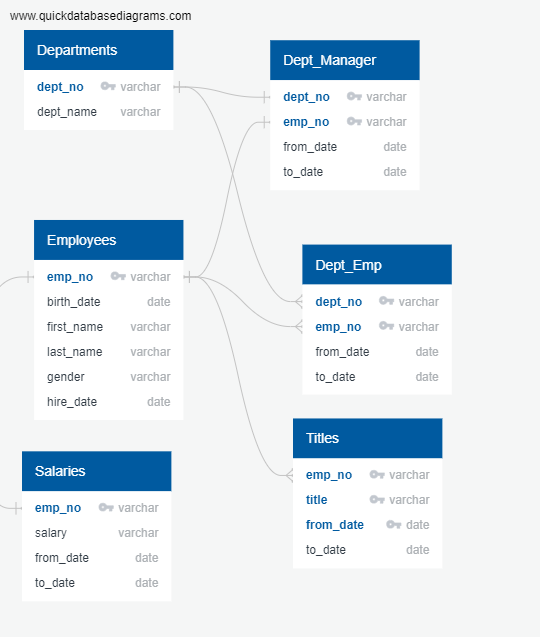 www.quickdatabasediagrams.com
Departments
dept_no varchar
dept_name varchar
Dept_Manager
dept_no varchar
emp_no varchar
from_date date
to_date date
Employees
emp_no varchar
birth_date date
first_name varchar
last_name varchar
gender varchar
hire_date date
Dept_Emp
dept_no varchar
emp_no varchar
from_date date
to_date date
Titles
emp_no varchar
title varchar
from_date date
to_date date
Salaries
emp_no varchar
salary varchar
from_date date
to_date date